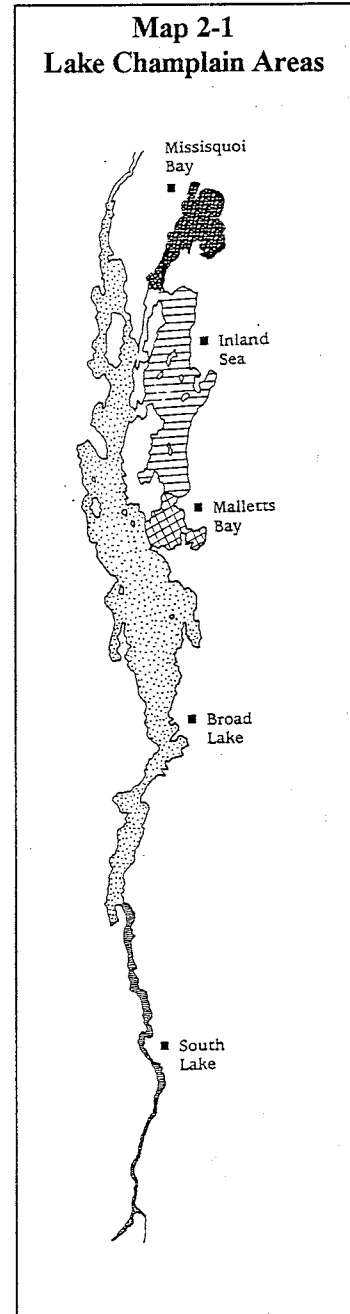 Map 2-1
Lake Champlain Areas
Missisquoi
Bay
Inland
Sea
Malletts
Bay
Broad
Lake
South
Lake